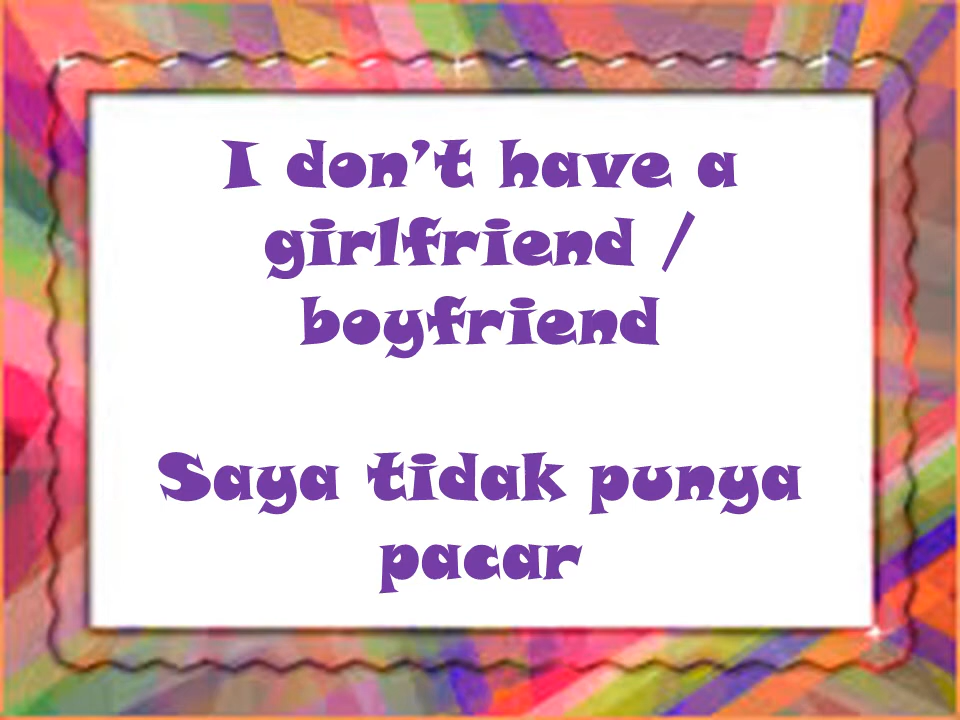 I don’t have a
girlfriend /
boyfriend
Saya tidak punya
pacar